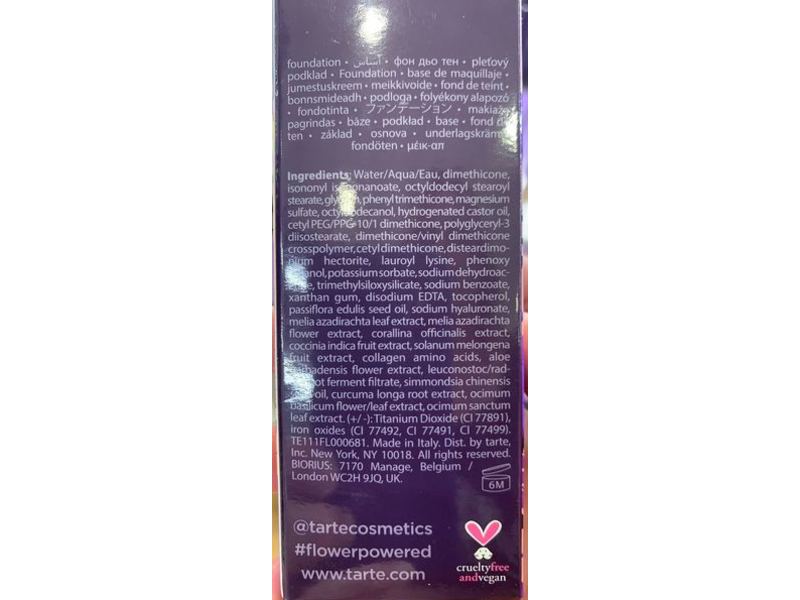 foundation • أساس • фон дьо тен • pleťový
podklad • Foundation • base de maquillaje •
jumestuskreem • meikkivoide • fond de teint •
bonnsmideadh • podloga • folyékony alapozó
• fondotinta • ファンデーション • makiažo
pagrindas • bāze • podkład • base • fond de
ten • základ • osnova • underlagskräm
fondöten • μέικ-απ
Ingredients: Water/Aqua/Eau, dimethicone,
isononyl isononanoate, octyldodecyl stearoyl
stearate, glycerin, phenyl trimethicone, magnesium
sulfate, octyldodecanol, hydrogenated castor oil,
cetyl PEG/PPG-10/1 dimethicone, polyglyceryl-3
diisostearate, dimethicone/vinyl dimethicone
crosspolymer, cetyl dimethicone, disteardimo-
nium hectorite, lauroyl lysine, phenoxy
ethanol, potassium sorbate, sodium dehydroac-
etate, trimethylsiloxysilicate, sodium benzoate,
xanthan gum, disodium EDTA, tocopherol,
passiflora edulis seed oil, sodium hyaluronate,
melia azadirachta leaf extract, melia azadirachta
flower extract, corallina officinalis extract,
coccinia indica fruit extract, solanum melongena
fruit extract, collagen amino acids, aloe
barbadensis flower extract, leuconostoc/rad-
ish root ferment filtrate, simmondsia chinensis
seed oil, curcuma longa root extract, ocimum
basilicum flower/leaf extract, ocimum sanctum
leaf extract. (+/-): Titanium Dioxide (CI 77891),
iron oxides (CI 77492, CI 77491, CI 77499).
TE111FL000681. Made in Italy. Dist. by tarte,
Inc. New York, NY 10018. All rights reserved.
BIORIUS: 7170 Manage, Belgium /
London WC2H 9JQ, UK.
6M
@tartecosmetics
#flowerpowered
www.tarte.com
crueltyfree
andvegan